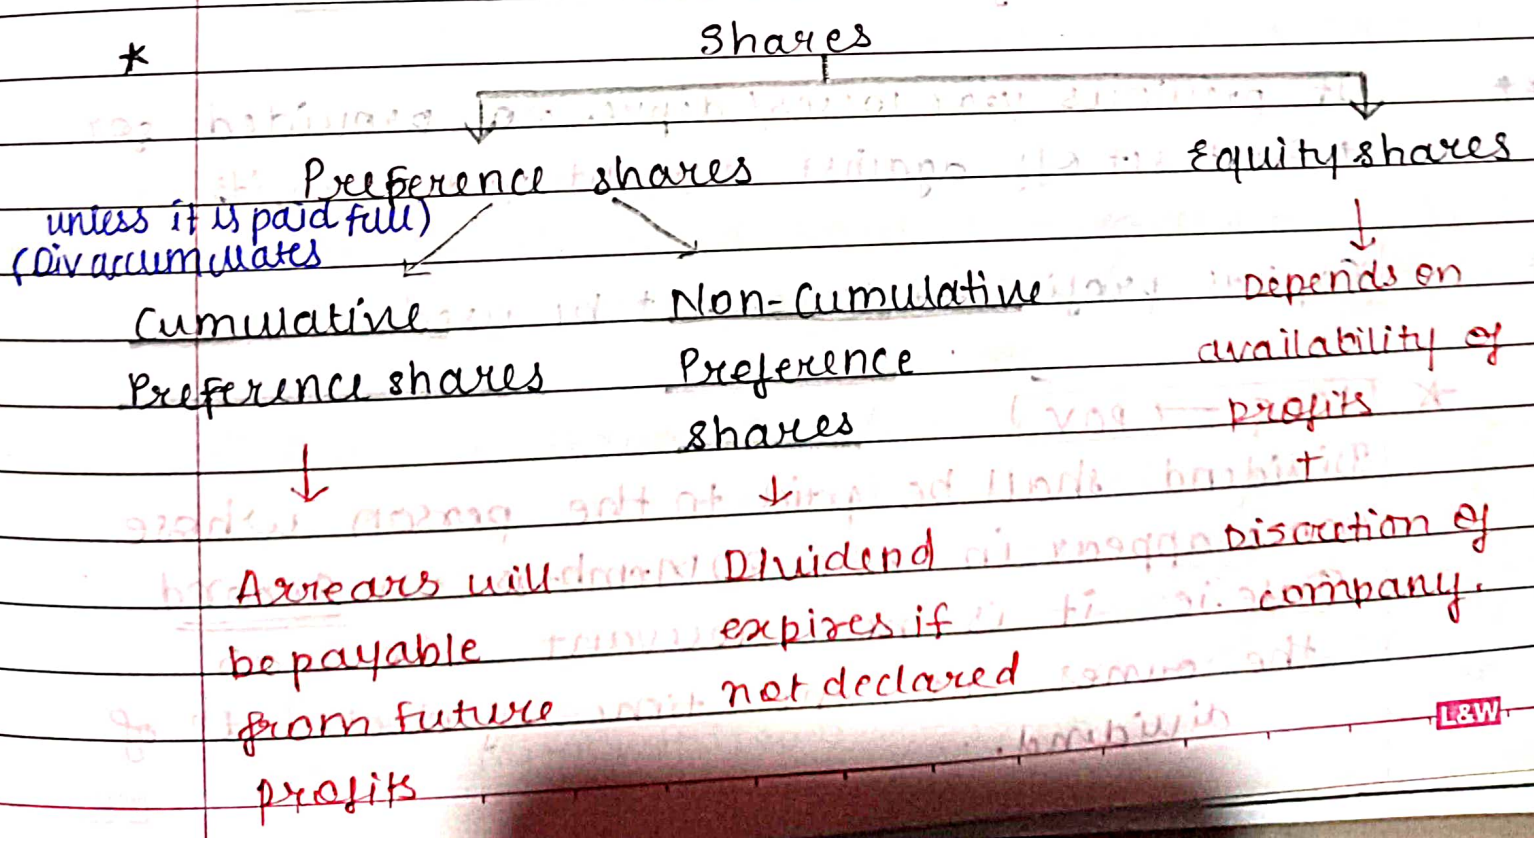 *
Shares
Preference shares
Equity shares
unless it is paid full)
(Div accumulates
Cumulative
Preference shares
Non-Cumulative
Preference
shares
Depends on
availability of
profits
+
Discretion of
company.
Arrears will
be payable
from future
profits
Dividend
expires if
not declared
L&W